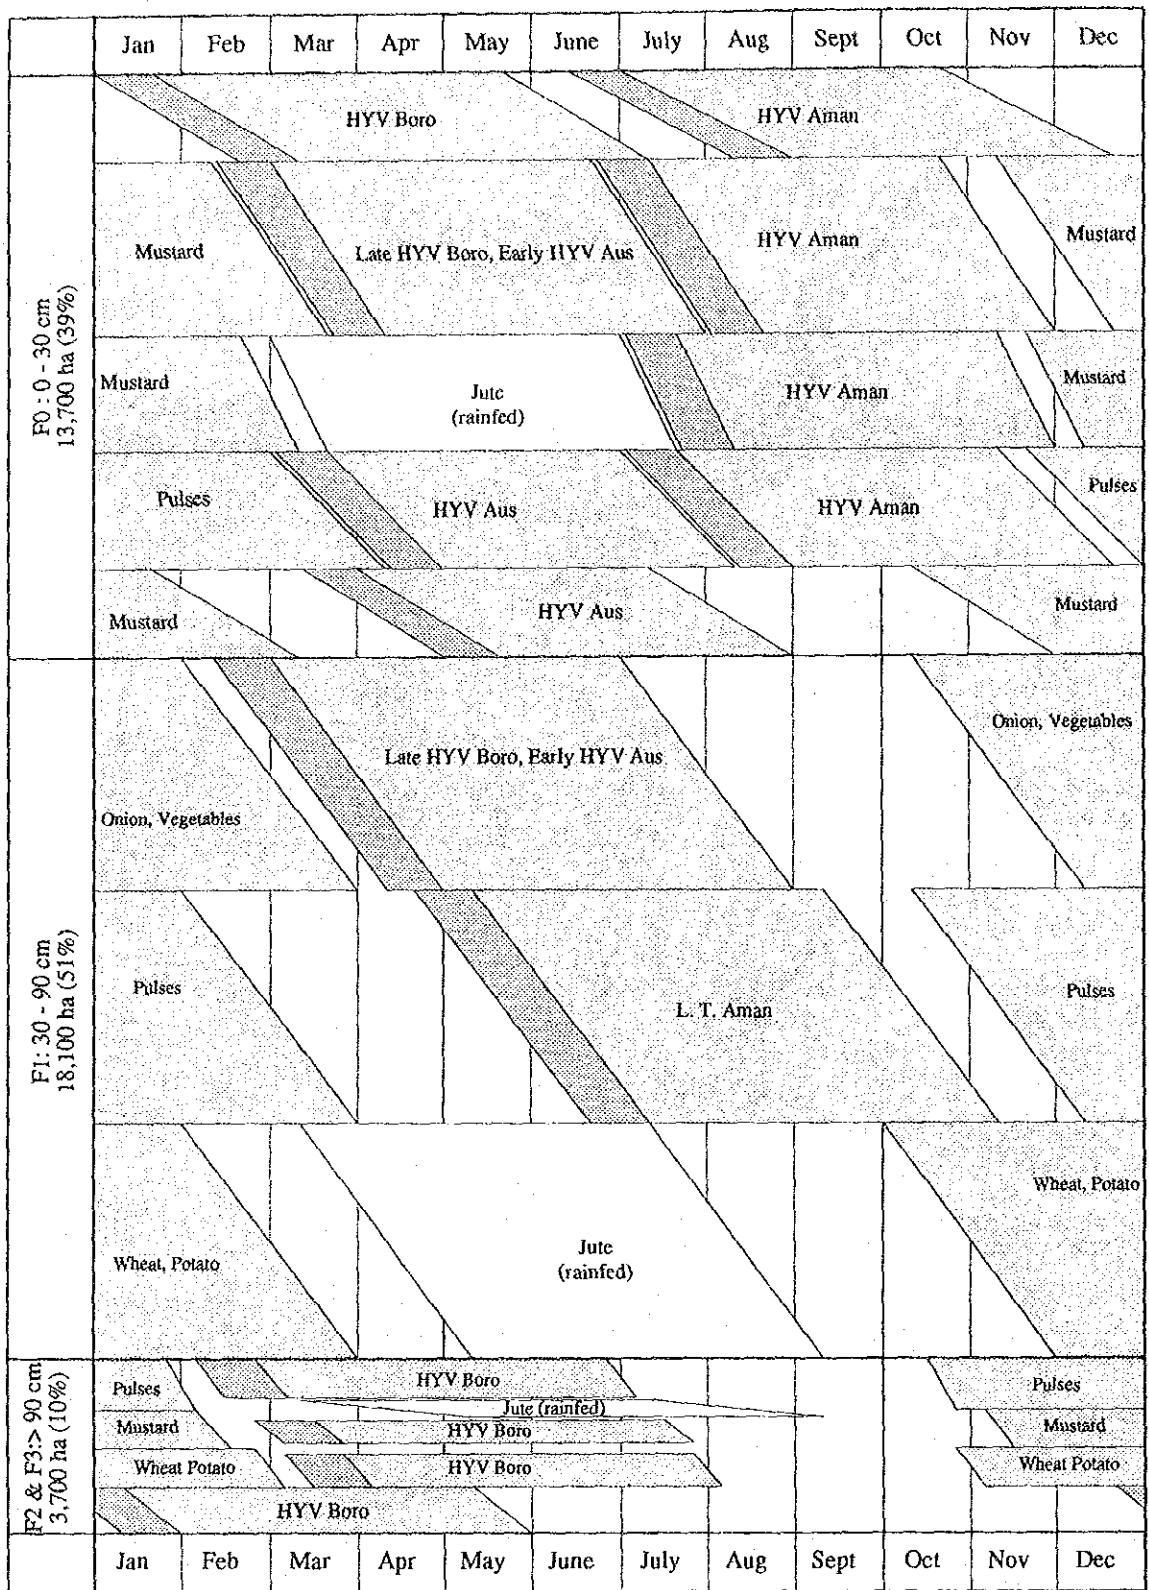 Jan Feb Mar Apr May June July Aug Sept Oct Nov Dec
F0 : 0 - 30 cm
13,700 ha (39%)
HYV Boro HYV Aman
Mustard Late HYV Boro, Early HYV Aus HYV Aman Mustard
Mustard Jute HYV Aman Mustard
(rainfed)
Pulses HYV Aus HYV Aman Pulses
Mustard HYV Aus Mustard
F1: 30 - 90 cm
18,100 ha (51%)
Onion, Vegetables
Late HYV Boro, Early HYV Aus
Onion, Vegetables
Pulses L. T. Aman Pulses
Wheat, Potato
Jute
(rainfed)
Wheat, Potato
F2 & F3:> 90 cm
3,700 ha (10%)
Pulses HYV Boro Pulses
Jute (rainfed)
Mustard HYV Boro Mustard
Wheat Potato HYV Boro Wheat Potato
HYV Boro
Jan Feb Mar Apr May June July Aug Sept Oct Nov Dec